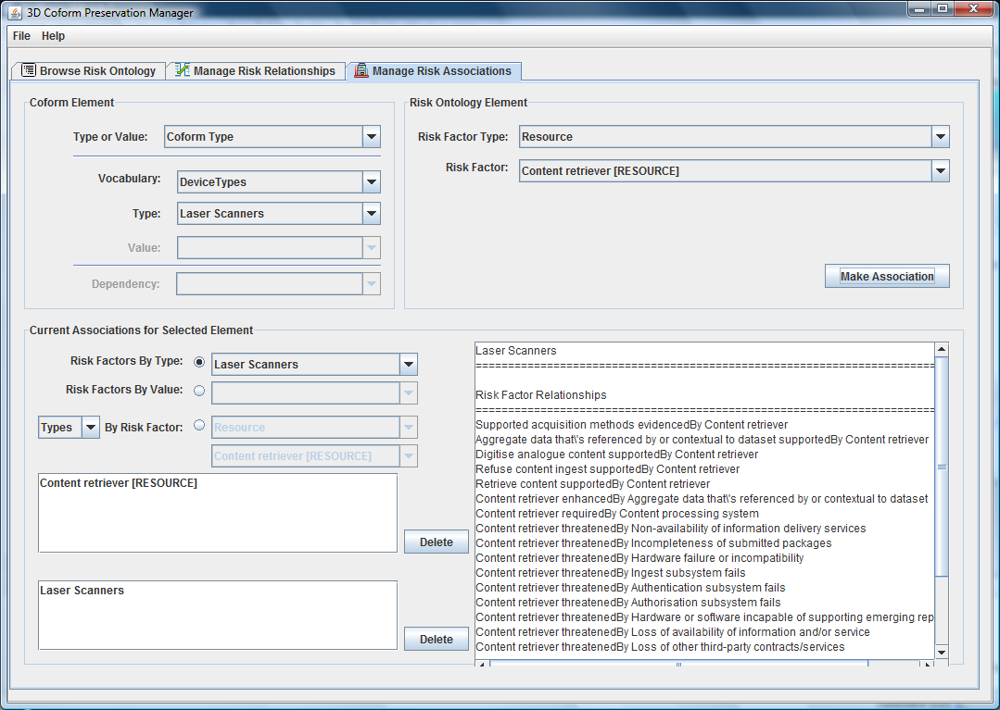 3D Coform Preservation Manager
File Help
Browse Risk Ontology Manage Risk Relationships Manage Risk Associations
Coform Element
Type or Value: Coform Type
Vocabulary: DeviceTypes
Type: Laser Scanners
Value:
Dependency:
Risk Ontology Element
Risk Factor Type: Resource
Risk Factor: Content retriever [RESOURCE]
Make Association
Current Associations for Selected Element
Risk Factors By Type: Laser Scanners
Risk Factors By Value:
Types By Risk Factor: Resource
Content retriever [RESOURCE]
Content retriever [RESOURCE]
Delete
Laser Scanners
Delete
Laser Scanners
================================================================
Risk Factor Relationships
================================================================
Supported acquisition methods evidencedBy Content retriever
Aggregate data that\'s referenced by or contextual to dataset supportedBy Content retriever
Digitise analogue content supportedBy Content retriever
Refuse content ingest supportedBy Content retriever
Retrieve content supportedBy Content retriever
Content retriever enhancedBy Aggregate data that\'s referenced by or contextual to dataset
Content retriever requiredBy Content processing system
Content retriever threatenedBy Non-availability of information delivery services
Content retriever threatenedBy Incompleteness of submitted packages
Content retriever threatenedBy Hardware failure or incompatibility
Content retriever threatenedBy Ingest subsystem fails
Content retriever threatenedBy Authentication subsystem fails
Content retriever threatenedBy Authorisation subsystem fails
Content retriever threatenedBy Hardware or software incapable of supporting emerging rep
Content retriever threatenedBy Loss of availability of information and/or service
Content retriever threatenedBy Loss of other third-party contracts/services